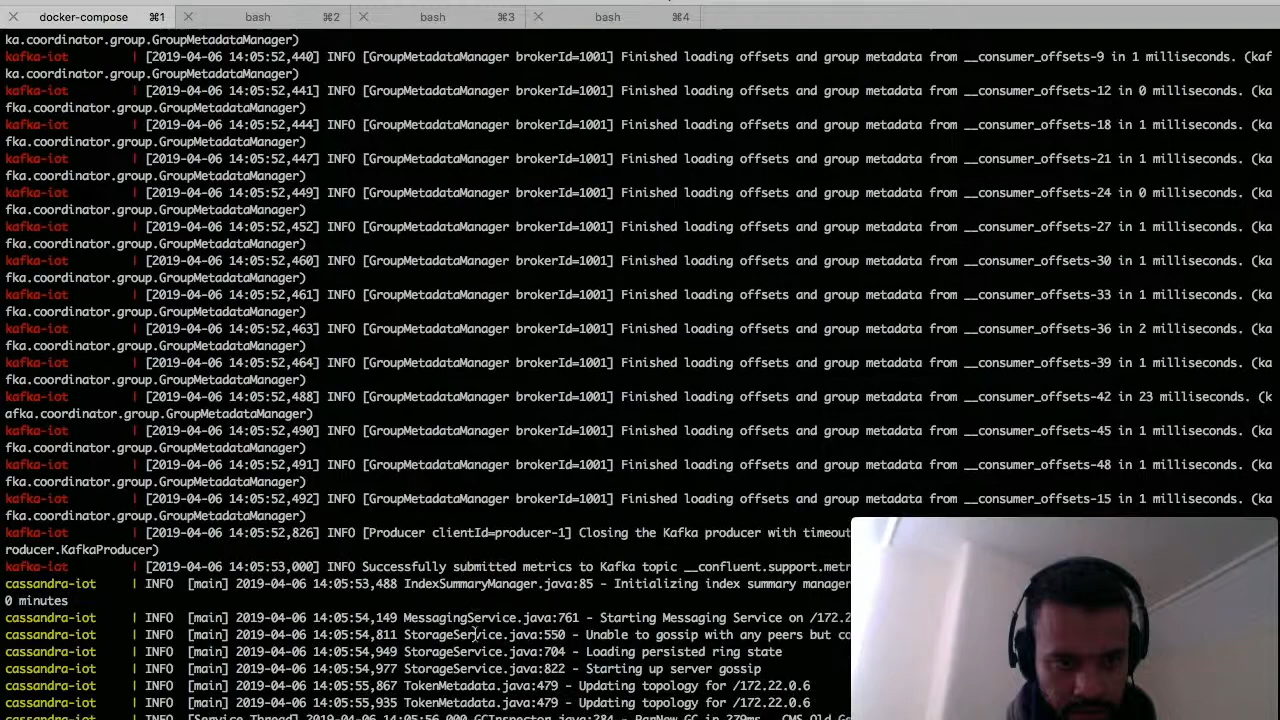 docker-compose ⌘1 bash ⌘2 bash ⌘3 bash ⌘4
ka.coordinator.group.GroupMetadataManager)
kafka-iot | [2019-04-06 14:05:52,440] INFO [GroupMetadataManager brokerId=1001] Finished loading offsets and group metadata from __consumer_offsets-9 in 1 milliseconds. (kaf
ka.coordinator.group.GroupMetadataManager)
kafka-iot | [2019-04-06 14:05:52,441] INFO [GroupMetadataManager brokerId=1001] Finished loading offsets and group metadata from __consumer_offsets-12 in 0 milliseconds. (ka
fka.coordinator.group.GroupMetadataManager)
kafka-iot | [2019-04-06 14:05:52,444] INFO [GroupMetadataManager brokerId=1001] Finished loading offsets and group metadata from __consumer_offsets-18 in 1 milliseconds. (ka
fka.coordinator.group.GroupMetadataManager)
kafka-iot | [2019-04-06 14:05:52,447] INFO [GroupMetadataManager brokerId=1001] Finished loading offsets and group metadata from __consumer_offsets-21 in 1 milliseconds. (ka
fka.coordinator.group.GroupMetadataManager)
kafka-iot | [2019-04-06 14:05:52,449] INFO [GroupMetadataManager brokerId=1001] Finished loading offsets and group metadata from __consumer_offsets-24 in 0 milliseconds. (ka
fka.coordinator.group.GroupMetadataManager)
kafka-iot | [2019-04-06 14:05:52,452] INFO [GroupMetadataManager brokerId=1001] Finished loading offsets and group metadata from __consumer_offsets-27 in 1 milliseconds. (ka
fka.coordinator.group.GroupMetadataManager)
kafka-iot | [2019-04-06 14:05:52,460] INFO [GroupMetadataManager brokerId=1001] Finished loading offsets and group metadata from __consumer_offsets-30 in 1 milliseconds. (ka
fka.coordinator.group.GroupMetadataManager)
kafka-iot | [2019-04-06 14:05:52,461] INFO [GroupMetadataManager brokerId=1001] Finished loading offsets and group metadata from __consumer_offsets-33 in 1 milliseconds. (ka
fka.coordinator.group.GroupMetadataManager)
kafka-iot | [2019-04-06 14:05:52,463] INFO [GroupMetadataManager brokerId=1001] Finished loading offsets and group metadata from __consumer_offsets-36 in 2 milliseconds. (ka
fka.coordinator.group.GroupMetadataManager)
kafka-iot | [2019-04-06 14:05:52,464] INFO [GroupMetadataManager brokerId=1001] Finished loading offsets and group metadata from __consumer_offsets-39 in 1 milliseconds. (ka
fka.coordinator.group.GroupMetadataManager)
kafka-iot | [2019-04-06 14:05:52,488] INFO [GroupMetadataManager brokerId=1001] Finished loading offsets and group metadata from __consumer_offsets-42 in 23 milliseconds. (k
afka.coordinator.group.GroupMetadataManager)
kafka-iot | [2019-04-06 14:05:52,490] INFO [GroupMetadataManager brokerId=1001] Finished loading offsets and group metadata from __consumer_offsets-45 in 1 milliseconds. (ka
fka.coordinator.group.GroupMetadataManager)
kafka-iot | [2019-04-06 14:05:52,491] INFO [GroupMetadataManager brokerId=1001] Finished loading offsets and group metadata from __consumer_offsets-48 in 1 milliseconds. (ka
fka.coordinator.group.GroupMetadataManager)
kafka-iot | [2019-04-06 14:05:52,492] INFO [GroupMetadataManager brokerId=1001] Finished loading offsets and group metadata from __consumer_offsets-15 in 1 milliseconds. (ka
fka.coordinator.group.GroupMetadataManager)
kafka-iot | [2019-04-06 14:05:52,826] INFO [Producer clientId=producer-1] Closing the Kafka producer with timeout
roducer.KafkaProducer)
kafka-iot | [2019-04-06 14:05:53,000] INFO Successfully submitted metrics to Kafka topic __confluent.support.metr
cassandra-iot | INFO [main] 2019-04-06 14:05:53,488 IndexSummaryManager.java:85 - Initializing index summary manager
0 minutes
cassandra-iot | INFO [main] 2019-04-06 14:05:54,149 MessagingService.java:761 - Starting Messaging Service on /172.2
cassandra-iot | INFO [main] 2019-04-06 14:05:54,811 StorageService.java:550 - Unable to gossip with any peers but co
cassandra-iot | INFO [main] 2019-04-06 14:05:54,949 StorageService.java:704 - Loading persisted ring state
cassandra-iot | INFO [main] 2019-04-06 14:05:54,977 StorageService.java:822 - Starting up server gossip
cassandra-iot | INFO [main] 2019-04-06 14:05:55,867 TokenMetadata.java:479 - Updating topology for /172.22.0.6
cassandra-iot | INFO [main] 2019-04-06 14:05:55,935 TokenMetadata.java:479 - Updating topology for /172.22.0.6
cassandra-iot | INFO [Service Thread] 2019-04-06 14:05:56,000 GCInspector.java:284 - ParNew GC in 279ms. CMS Old Ge